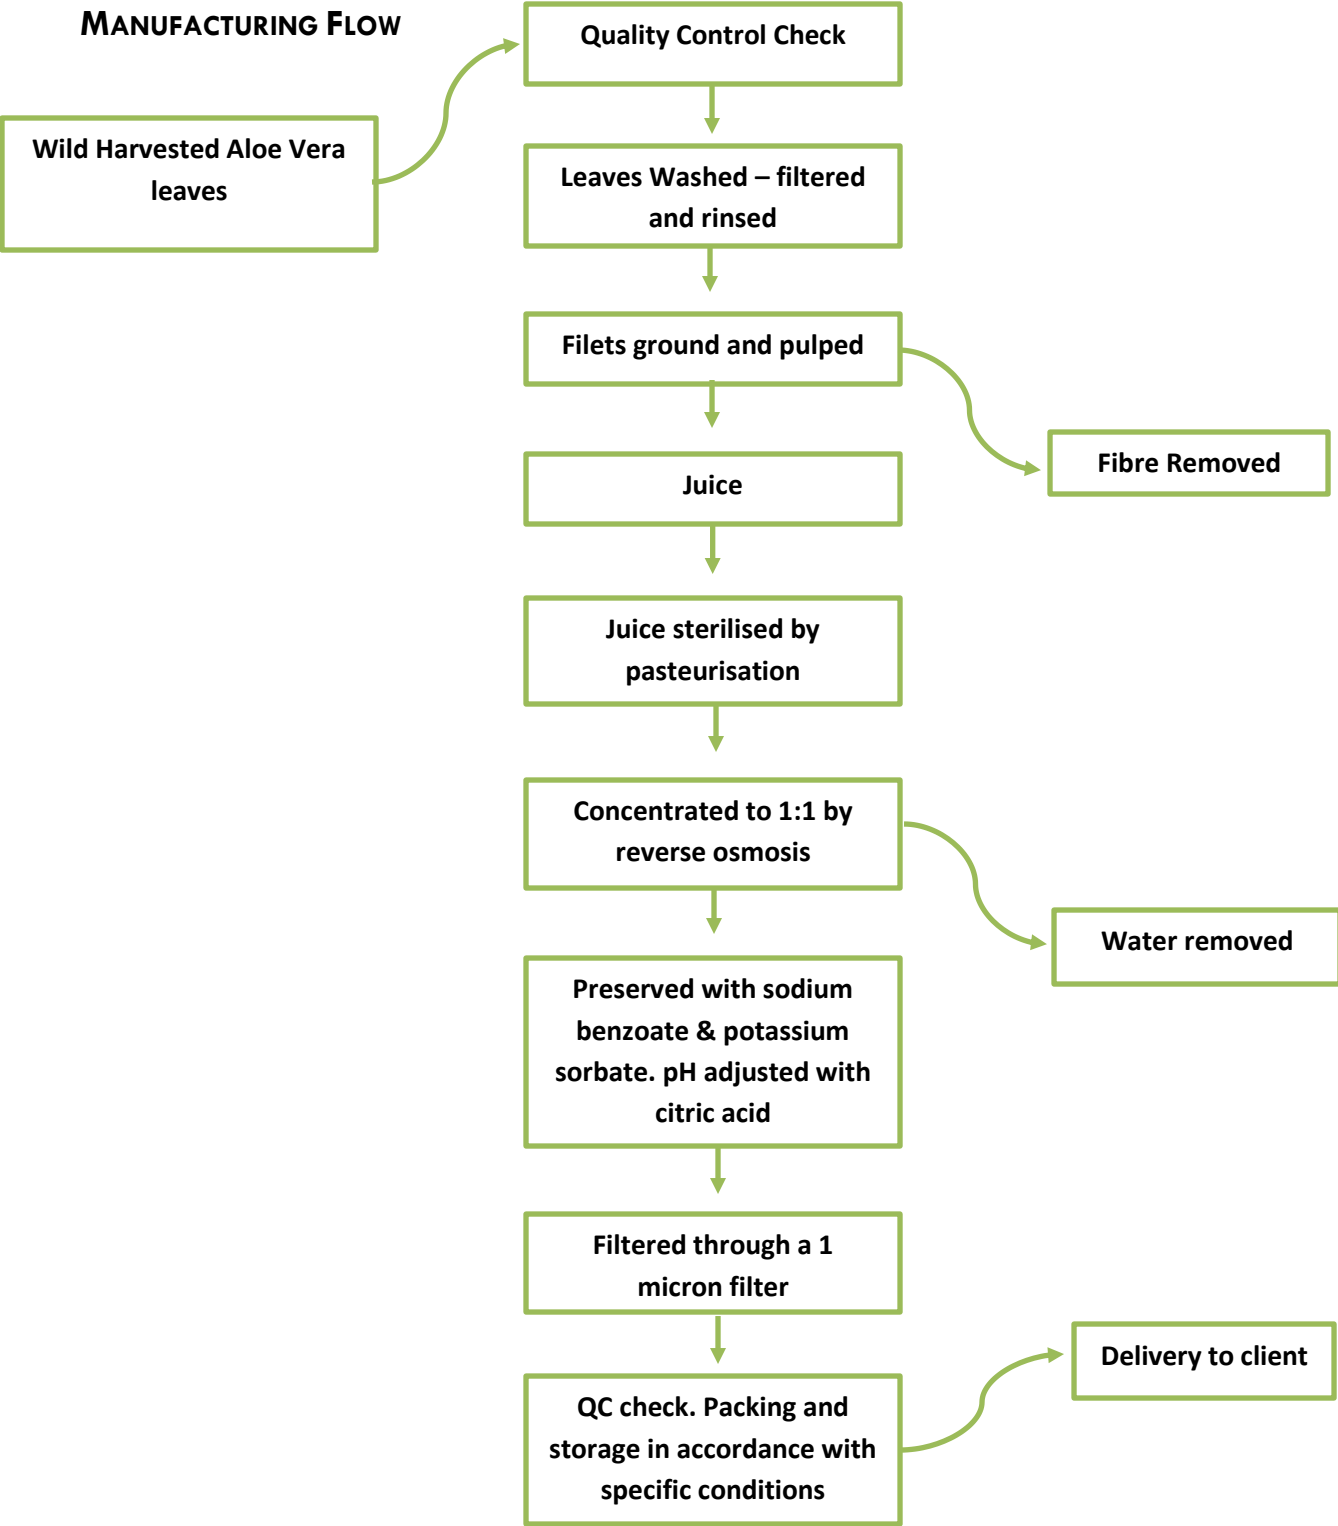 MANUFACTURING FLOW
Quality Control Check
Wild Harvested Aloe Vera
leaves
Leaves Washed – filtered
and rinsed
Filets ground and pulped
Fibre Removed
Juice
Juice sterilised by
pasteurisation
Concentrated to 1:1 by
reverse osmosis
Water removed
Preserved with sodium
benzoate & potassium
sorbate. pH adjusted with
citric acid
Filtered through a 1
micron filter
Delivery to client
QC check. Packing and
storage in accordance with
specific conditions